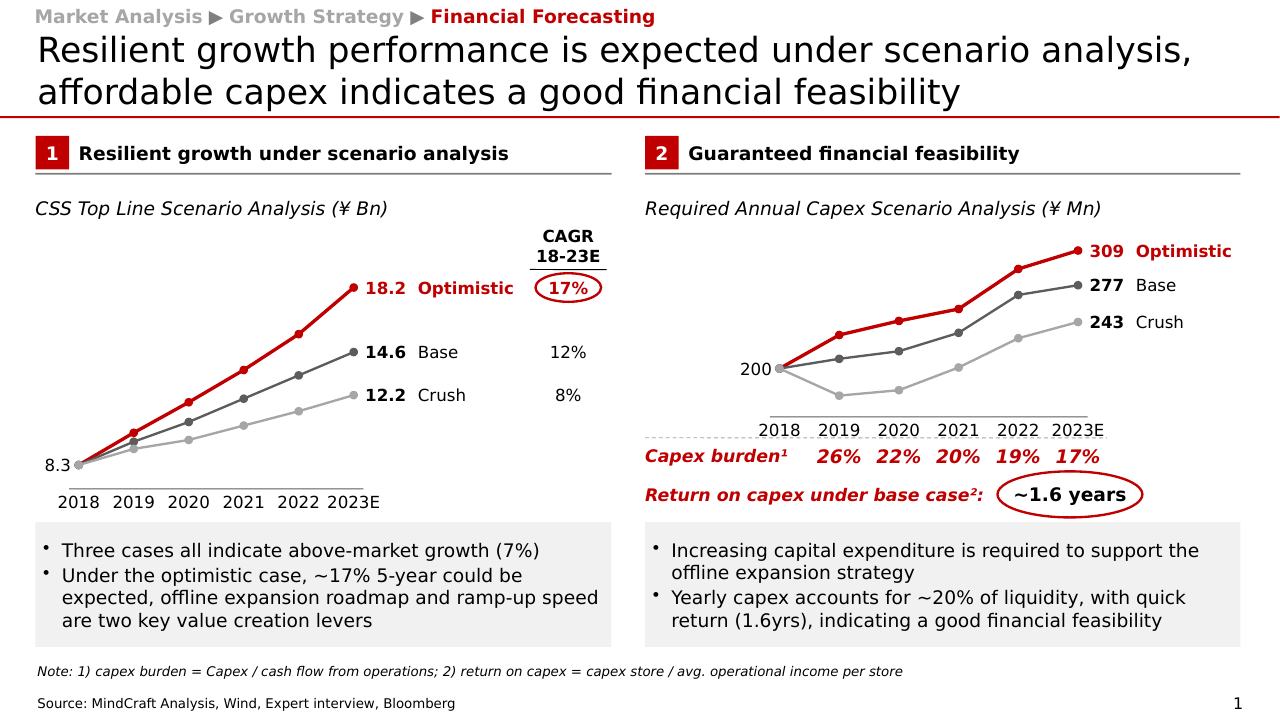 Market Analysis ▶ Growth Strategy ▶ Financial Forecasting
Resilient growth performance is expected under scenario analysis,
affordable capex indicates a good financial feasibility
1 Resilient growth under scenario analysis
CSS Top Line Scenario Analysis (¥ Bn)
CAGR
18-23E
18.2 Optimistic 17%
14.6 Base 12%
12.2 Crush 8%
8.3
2018 2019 2020 2021 2022 2023E
• Three cases all indicate above-market growth (7%)
• Under the optimistic case, ~17% 5-year could be
expected, offline expansion roadmap and ramp-up speed
are two key value creation levers
2 Guaranteed financial feasibility
Required Annual Capex Scenario Analysis (¥ Mn)
309 Optimistic
277 Base
243 Crush
200
2018 2019 2020 2021 2022 2023E
Capex burden¹ 26% 22% 20% 19% 17%
Return on capex under base case²: ~1.6 years
• Increasing capital expenditure is required to support the
offline expansion strategy
• Yearly capex accounts for ~20% of liquidity, with quick
return (1.6yrs), indicating a good financial feasibility
Note: 1) capex burden = Capex / cash flow from operations; 2) return on capex = capex store / avg. operational income per store
Source: MindCraft Analysis, Wind, Expert interview, Bloomberg
1